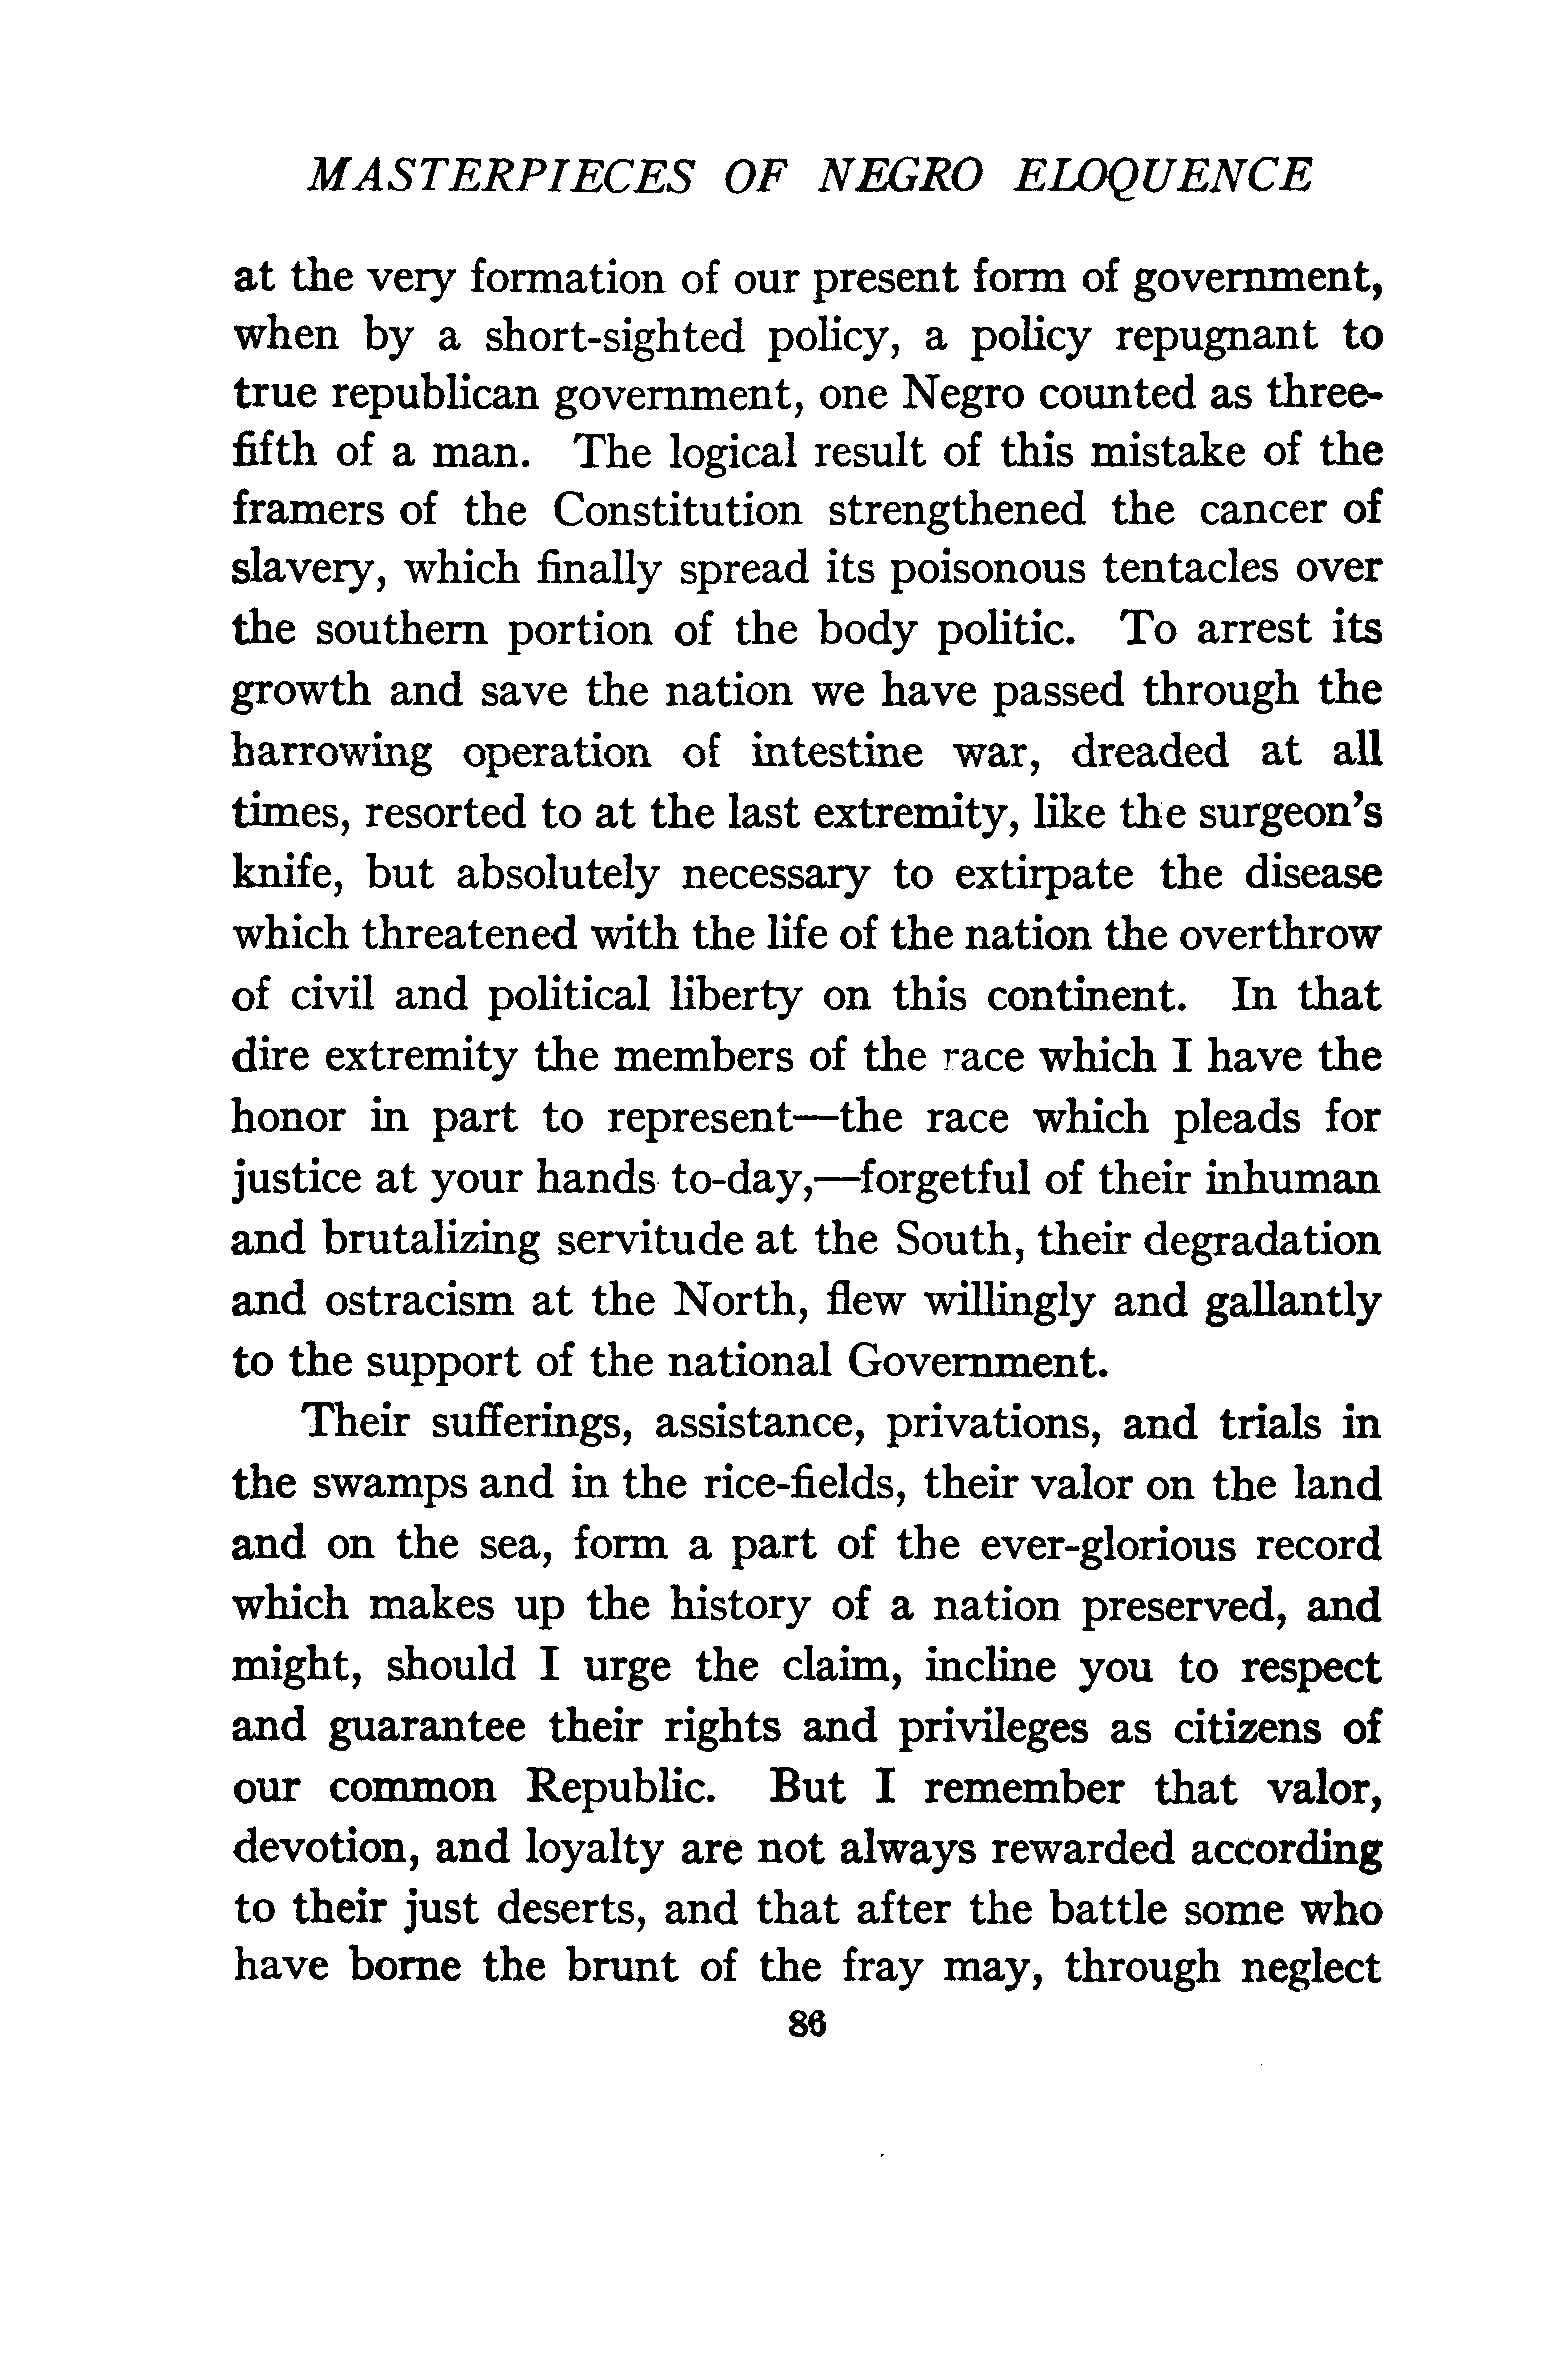 MASTERPIECES OF NEGRO ELOQUENCE
at the very formation of our present form of government,
when by a short-sighted policy, a policy repugnant to
true republican government, one Negro counted as three-
fifth of a man. The logical result of this mistake of the
framers of the Constitution strengthened the cancer of
slavery, which finally spread its poisonous tentacles over
the southern portion of the body politic. To arrest its
growth and save the nation we have passed through the
harrowing operation of intestine war, dreaded at all
times, resorted to at the last extremity, like the surgeon's
knife, but absolutely necessary to extirpate the disease
which threatened with the life of the nation the overthrow
of civil and political liberty on this continent. In that
dire extremity the members of the race which I have the
honor in part to represent—the race which pleads for
justice at your hands to-day,—forgetful of their inhuman
and brutalizing servitude at the South, their degradation
and ostracism at the North, flew willingly and gallantly
to the support of the national Government.
Their sufferings, assistance, privations, and trials in
the swamps and in the rice-fields, their valor on the land
and on the sea, form a part of the ever-glorious record
which makes up the history of a nation preserved, and
might, should I urge the claim, incline you to respect
and guarantee their rights and privileges as citizens of
our common Republic. But I remember that valor,
devotion, and loyalty are not always rewarded according
to their just deserts, and that after the battle some who
have borne the brunt of the fray may, through neglect
86